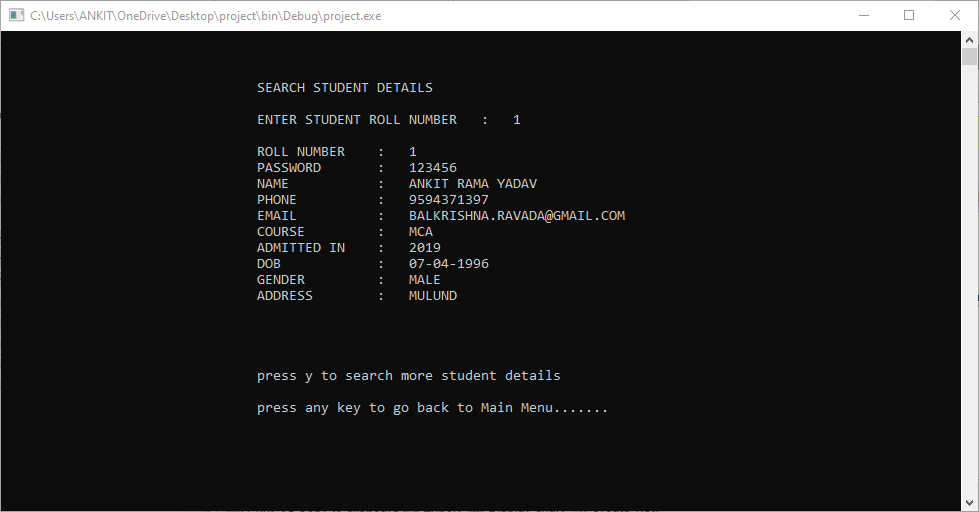 C:\Users\ANKIT\OneDrive\Desktop\project\bin\Debug\project.exe
SEARCH STUDENT DETAILS
ENTER STUDENT ROLL NUMBER : 1
ROLL NUMBER : 1
PASSWORD : 123456
NAME : ANKIT RAMA YADAV
PHONE : 9594371397
EMAIL : BALKRISHNA.RAVADA@GMAIL.COM
COURSE : MCA
ADMITTED IN : 2019
DOB : 07-04-1996
GENDER : MALE
ADDRESS : MULUND
press y to search more student details
press any key to go back to Main Menu.......